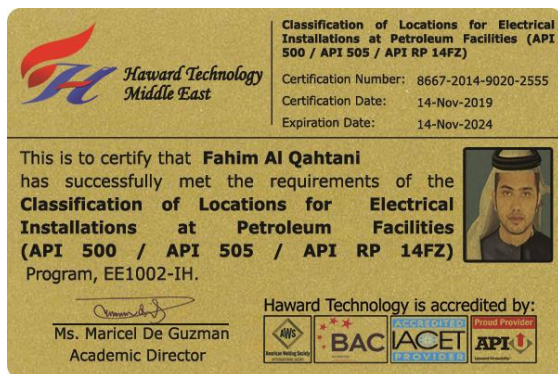 Haward Technology
Middle East
Classification of Locations for Electrical
Installations at Petroleum Facilities (API
500 / API 505 / API RP 14FZ)
Certification Number: 8667-2014-9020-2555
Certification Date: 14-Nov-2019
Expiration Date: 14-Nov-2024
This is to certify that Fahim Al Qahtani
has successfully met the requirements of the
Classification of Locations for Electrical
Installations at Petroleum Facilities
(API 500 / API 505 / API RP 14FZ)
Program, EE1002-IH.
Ms. Maricel De Guzman
Academic Director
Haward Technology is accredited by:
AWS
American Welding Society
BAC
ACCREDITED
IACET
PROVIDER
Proud Provider
API